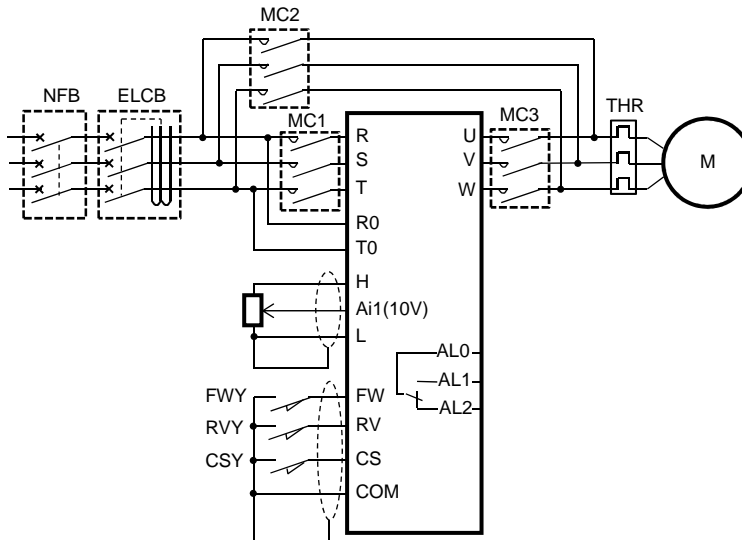 MC2
NFB ELCB
THR
MC1 MC3
R U
S V M
T W
R0
T0
H
Ai1(10V)
L
AL0
AL1
FWY FW AL2
RVY RV
CSY CS
COM